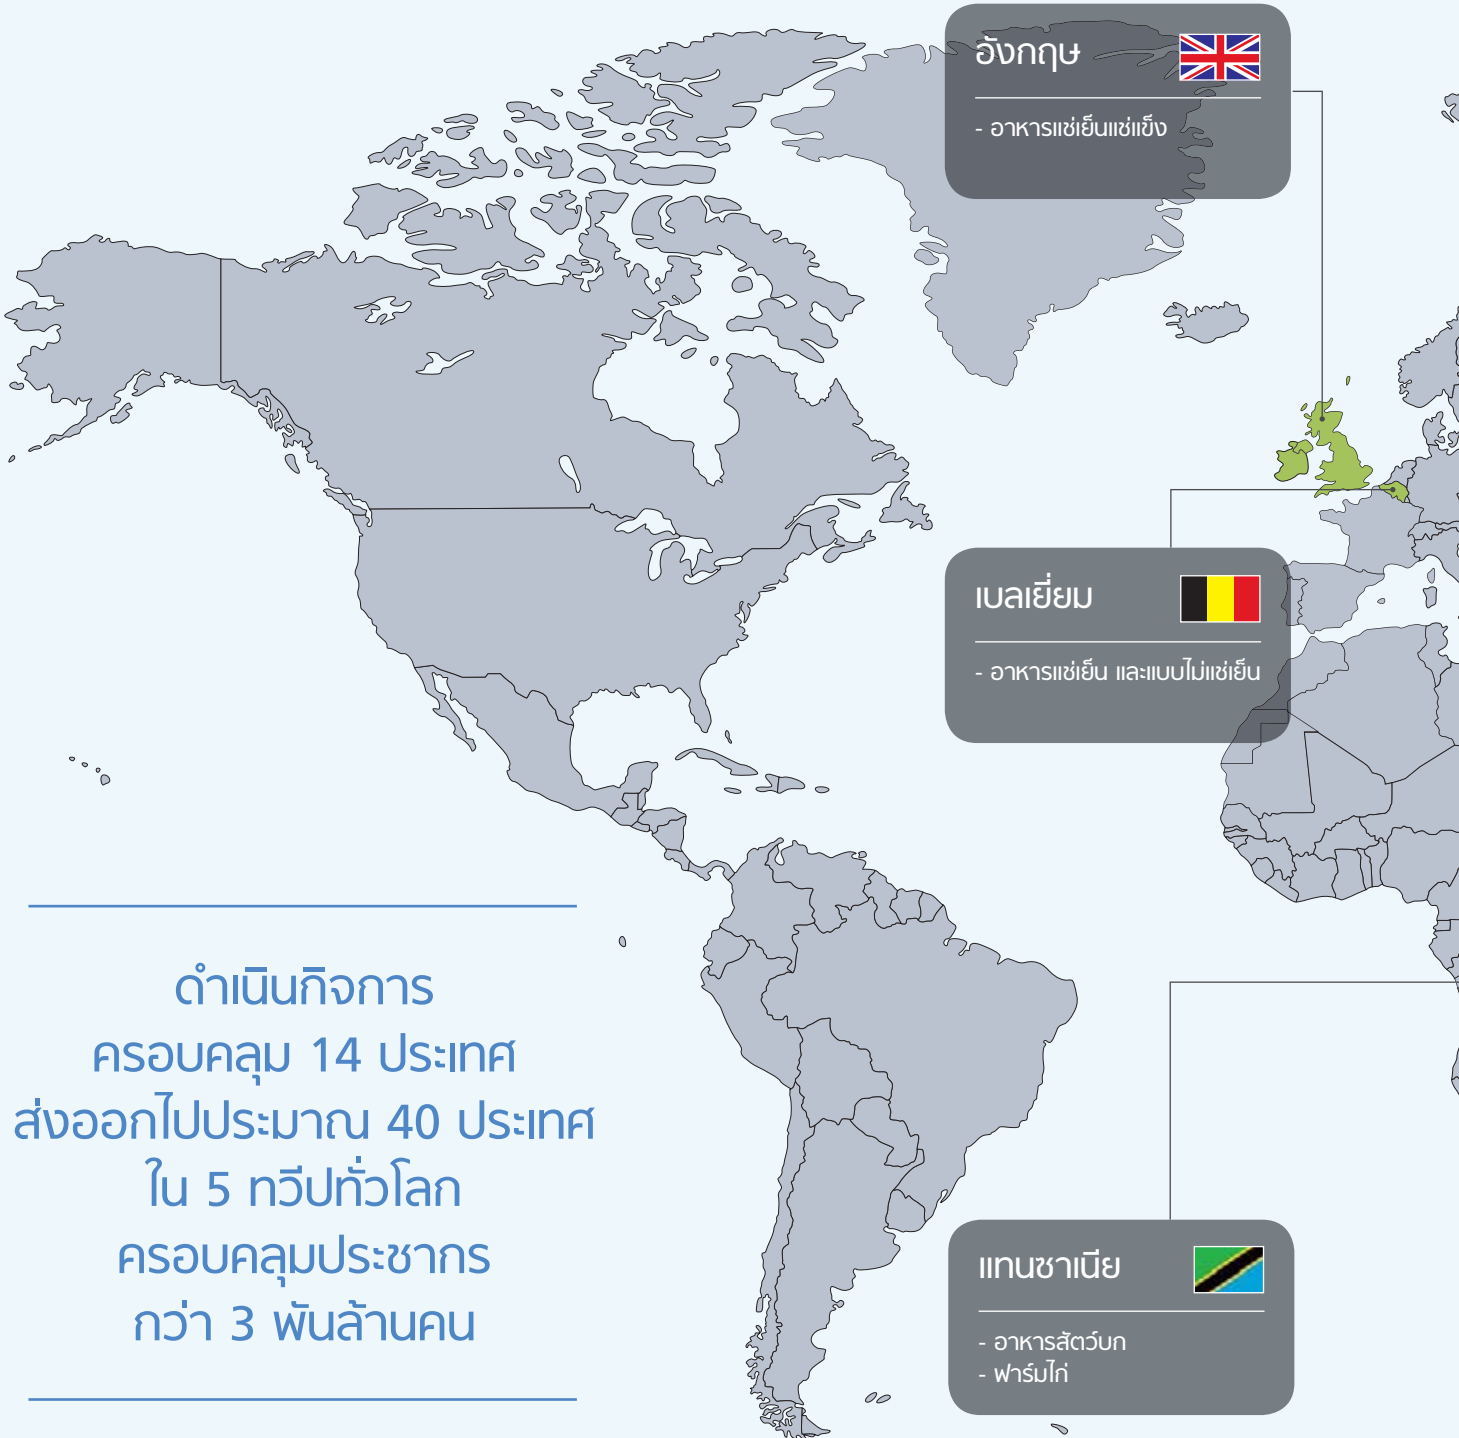 อังกฤษ
- อาหารแช่เย็นแช่แข็ง
เบลเยี่ยม
- อาหารแช่เย็น และแบบไม่แช่เย็น
ดำเนินกิจการ
ครอบคลุม 14 ประเทศ
ส่งออกไปประมาณ 40 ประเทศ
ใน 5 ทวีปทั่วโลก
ครอบคลุมประชากร
กว่า 3 พันล้านคน
แทนซาเนีย
- อาหารสัตว์บก
- ฟาร์มไก่